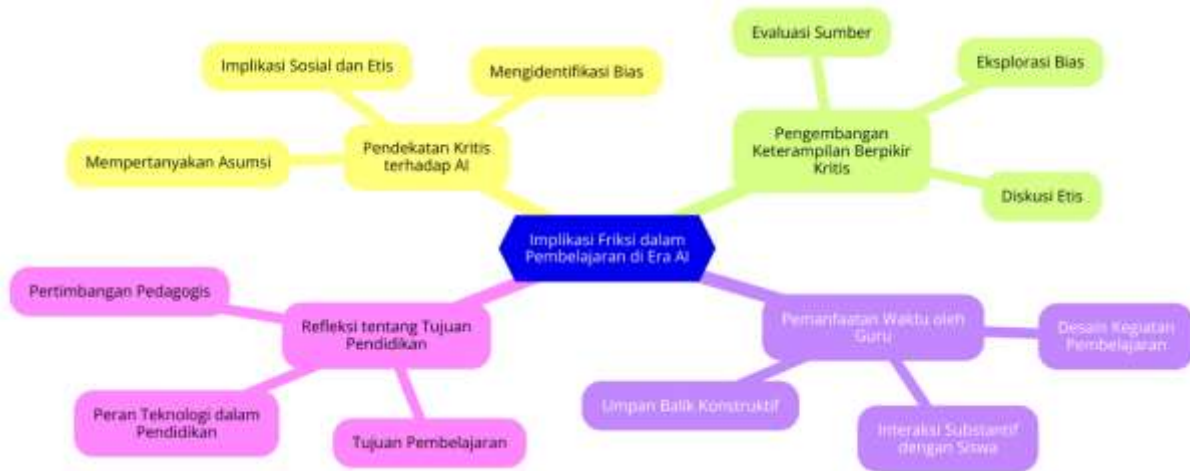 Implikasi Friksi dalam
Pembelajaran di Era AI
Pendekatan Kritis
terhadap AI
Implikasi Sosial dan Etis
Mengidentifikasi Bias
Mempertanyakan Asumsi
Pengembangan
Keterampilan Berpikir
Kritis
Evaluasi Sumber
Eksplorasi Bias
Diskusi Etis
Refleksi tentang Tujuan
Pendidikan
Pertimbangan Pedagogis
Peran Teknologi dalam
Pendidikan
Tujuan Pembelajaran
Pemanfaatan Waktu oleh
Guru
Desain Kegiatan
Pembelajaran
Umpan Balik Konstruktif
Interaksi Substantif
dengan Siswa